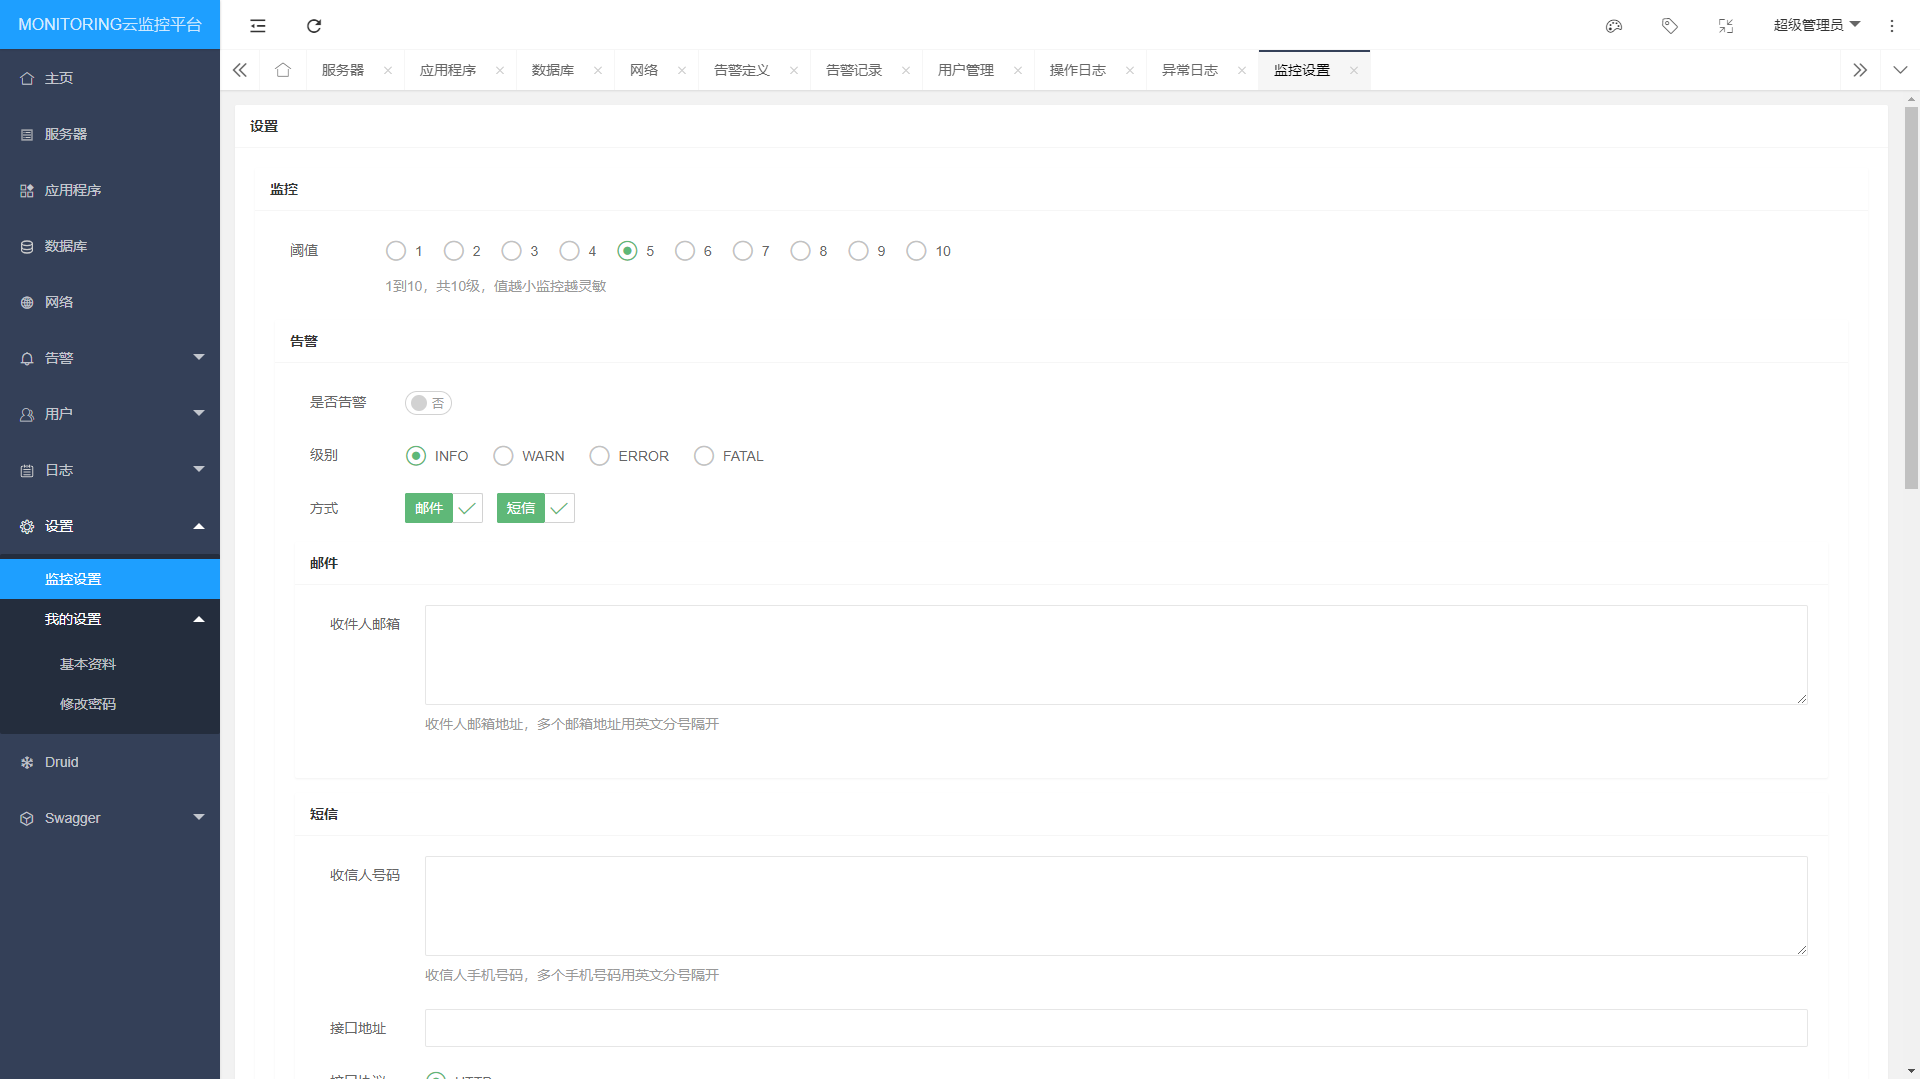 MONITORING云监控平台
超级管理员
服务器
应用程序
数据库
网络
告警定义
告警记录
用户管理
操作日志
异常日志
监控设置
主页
服务器
应用程序
数据库
网络
告警
用户
日志
设置
监控设置
我的设置
基本资料
修改密码
Druid
Swagger
设置
监控
阈值 1 2 3 4 5 6 7 8 9 10
1到10，共10级，值越小监控越灵敏
告警
是否告警 否
级别 INFO WARN ERROR FATAL
方式 邮件 短信
邮件
收件人邮箱
收件人邮箱地址，多个邮箱地址用英文分号隔开
短信
收信人号码
收信人手机号码，多个手机号码用英文分号隔开
接口地址
接口协议 HTTP